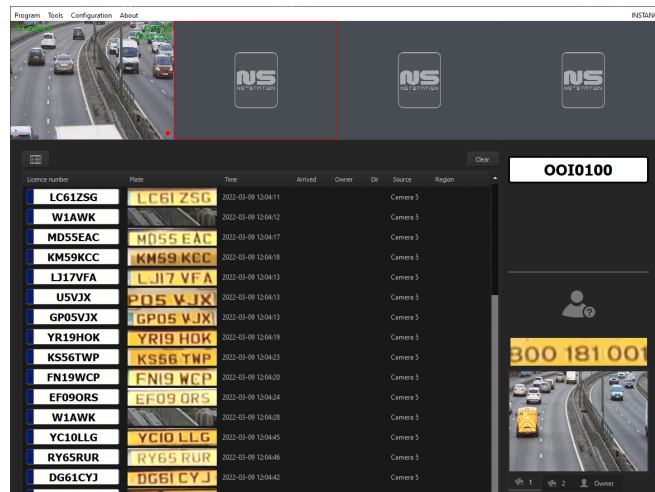 Program Tools Configuration About INSTAN
NS NS NS
NETSTATION NETSTATION NETSTATION
Clear
OOI0100
Licence number Plate Time Arrived Owner Dir Source Region
LC61ZSG LC61 ZSG 2022-03-09 12:04:11 Camera 5
W1AWK 2022-03-09 12:04:12 Camera 5
MD55EAC MD55 EAC 2022-03-09 12:04:17 Camera 5
KM59KCC KM59 KCC 2022-03-09 12:04:18 Camera 5
LJ17VFA LJ17 VFA 2022-03-09 12:04:13 Camera 5
U5VJX P05 VJX 2022-03-09 12:04:13 Camera 5
GP05VJX GP05 VJX 2022-03-09 12:04:13 Camera 5
YR19HOK YR19 HOK 2022-03-09 12:04:19 Camera 5
KS56TWP KS56 TWP 2022-03-09 12:04:23 Camera 5
800 181 001
FN19WCP FN19 WCP 2022-03-09 12:04:20 Camera 5
EF09ORS EF09 ORS 2022-03-09 12:04:24 Camera 5
W1AWK 2022-03-09 12:04:28 Camera 5
YC10LLG YC10 LLG 2022-03-09 12:04:45 Camera 5
RY65RUR RY65 RUR 2022-03-09 12:04:46 Camera 5
DG61CYJ DG61 CYJ 2022-03-09 12:04:42 Camera 5
1 2 Owner